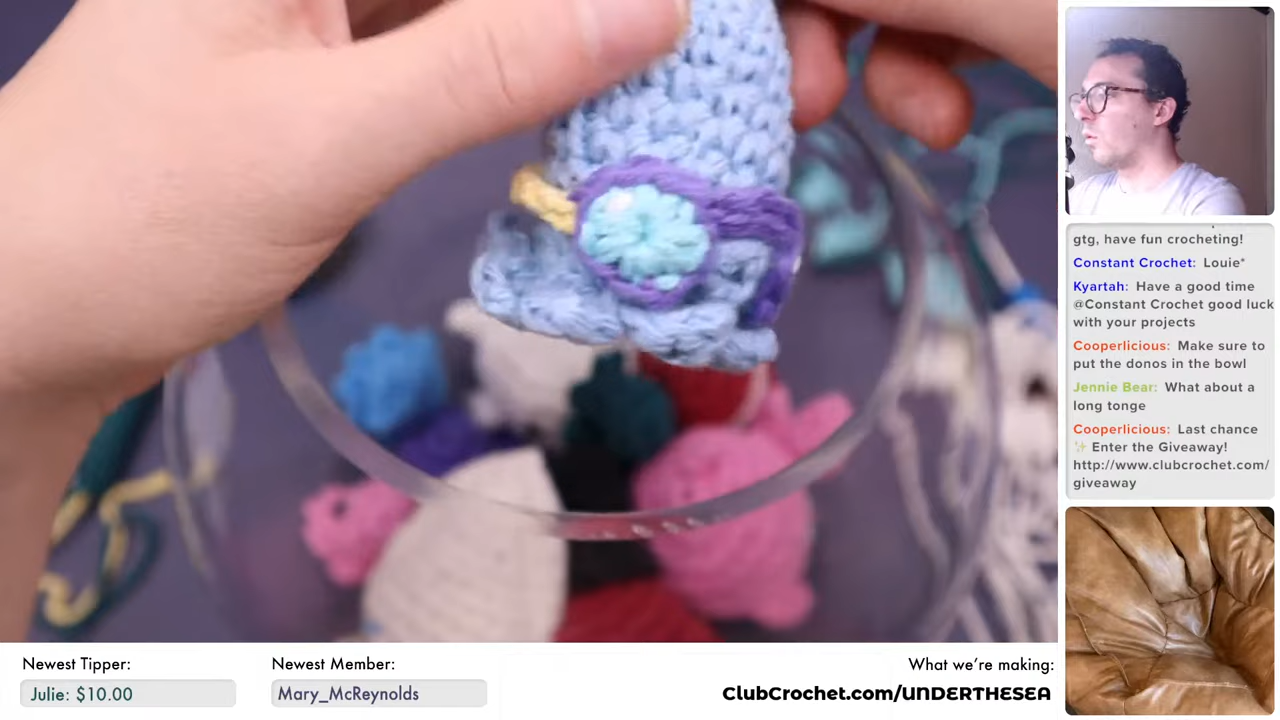 gtg, have fun crocheting!
Constant Crochet: Louie*
Kyartah: Have a good time
@Constant Crochet good luck
with your projects
Cooperlicious: Make sure to
put the donos in the bowl
Jennie Bear: What about a
long tonge
Cooperlicious: Last chance
✨ Enter the Giveaway!
http://www.clubcrochet.com/
giveaway
Newest Tipper:
Julie: $10.00
Newest Member:
Mary_McReynolds
What we're making:
ClubCrochet.com/UNDERTHESEA